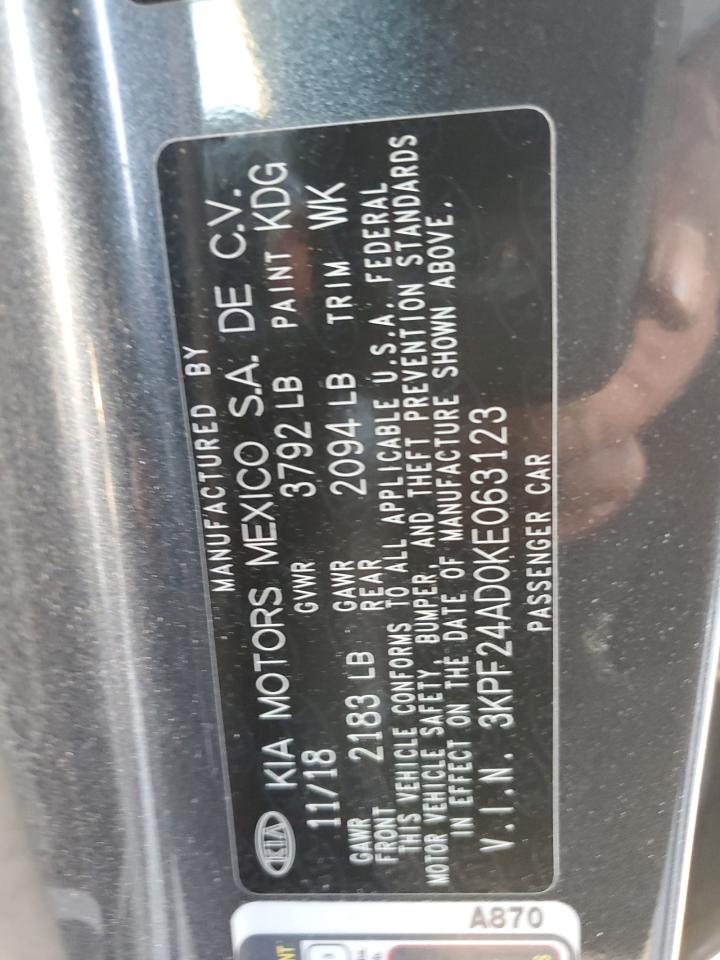 MANUFACTURED BY
KIA KIA MOTORS MEXICO S.A. DE C.V.
11/18 GVWR 3792 LB PAINT KDG
GAWR FRONT 2183 LB GAWR REAR 2094 LB TRIM WK
THIS VEHICLE CONFORMS TO ALL APPLICABLE U.S.A. FEDERAL
MOTOR VEHICLE SAFETY, BUMPER, AND THEFT PREVENTION STANDARDS
IN EFFECT ON THE DATE OF MANUFACTURE SHOWN ABOVE.
V.I.N. 3KPF24AD0KE063123
PASSENGER CAR
A870